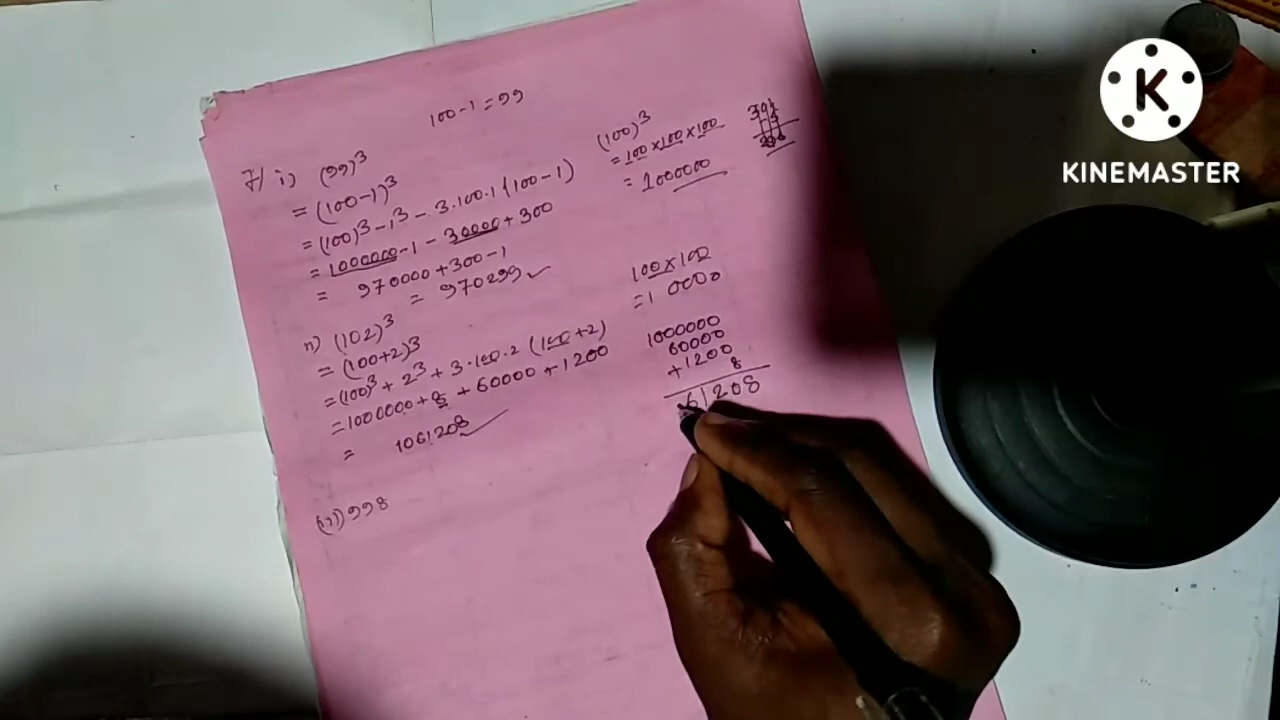 100-1=99
7/ i) (99)³
= (100-1)³
= (100)³-1³ - 3.100.1(100-1)
= 1000000-1 - 30000+300
= 970000+300-1
= 970299 ✓
ii) (102)³
= (100+2)³
= (100)³ + 2³ + 3.100.2 (100+2)
= 1000000+8 + 60000 + 1200
= 1061208
iii) 998
(100)³
= 100×100×100
= 1000000
100×100
= 10000
1000000
60000
+1200
8
61208
K
KINEMASTER